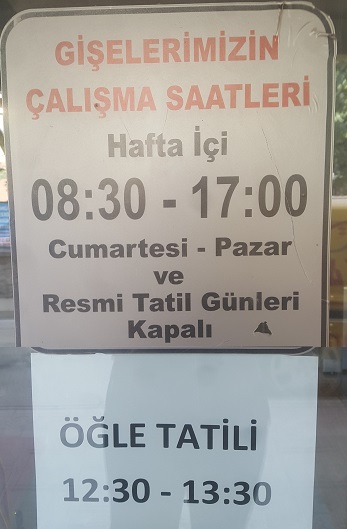 GİŞELERİMİZİN
ÇALIŞMA SAATLERİ
Hafta İçi
08:30 - 17:00
Cumartesi - Pazar
ve
Resmi Tatil Günleri
Kapalı
ÖĞLE TATİLİ
12:30 - 13:30